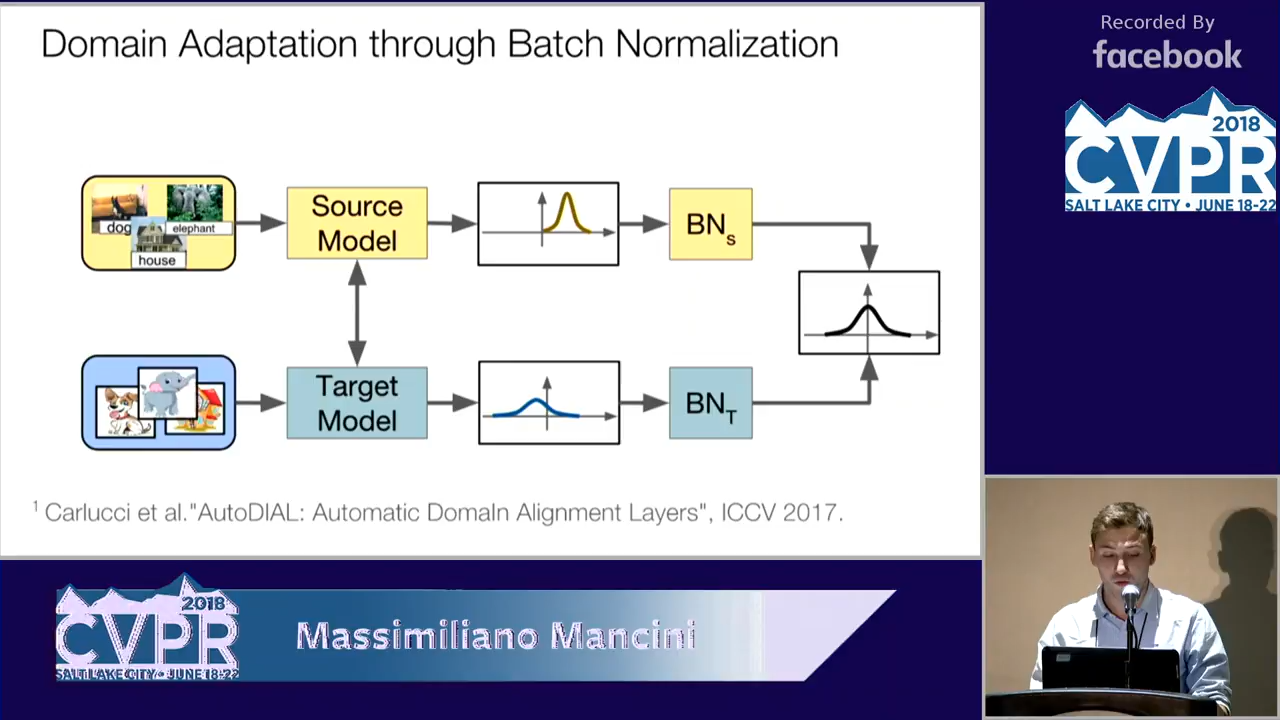 Domain Adaptation through Batch Normalization
Recorded By
facebook
2018
CVPR
SALT LAKE CITY • JUNE 18-22
dog
elephant
house
Source
Model
BNs
Target
Model
BNT
1 Carlucci et al."AutoDIAL: Automatic DomaIn Alignment Layers", ICCV 2017.
2018
CVPR
SALT LAKE CITY • JUNE 18-22
Massimiliano Mancini